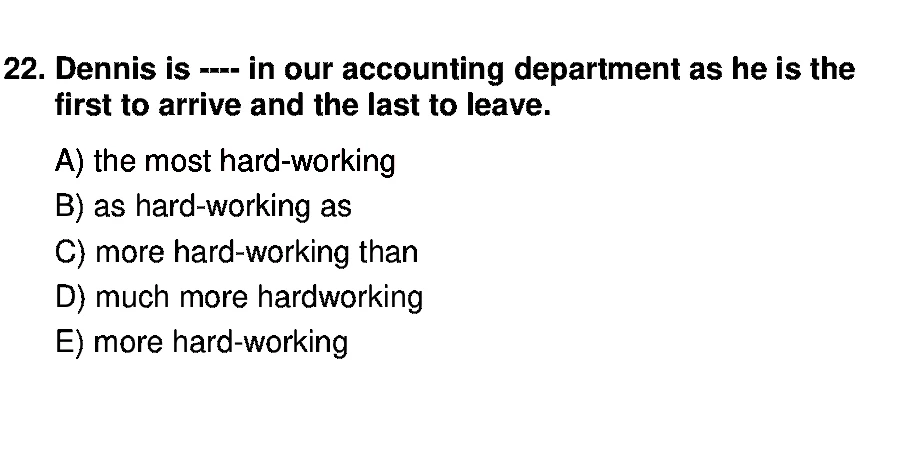 22. Dennis is ---- in our accounting department as he is the
first to arrive and the last to leave.
A) the most hard-working
B) as hard-working as
C) more hard-working than
D) much more hardworking
E) more hard-working